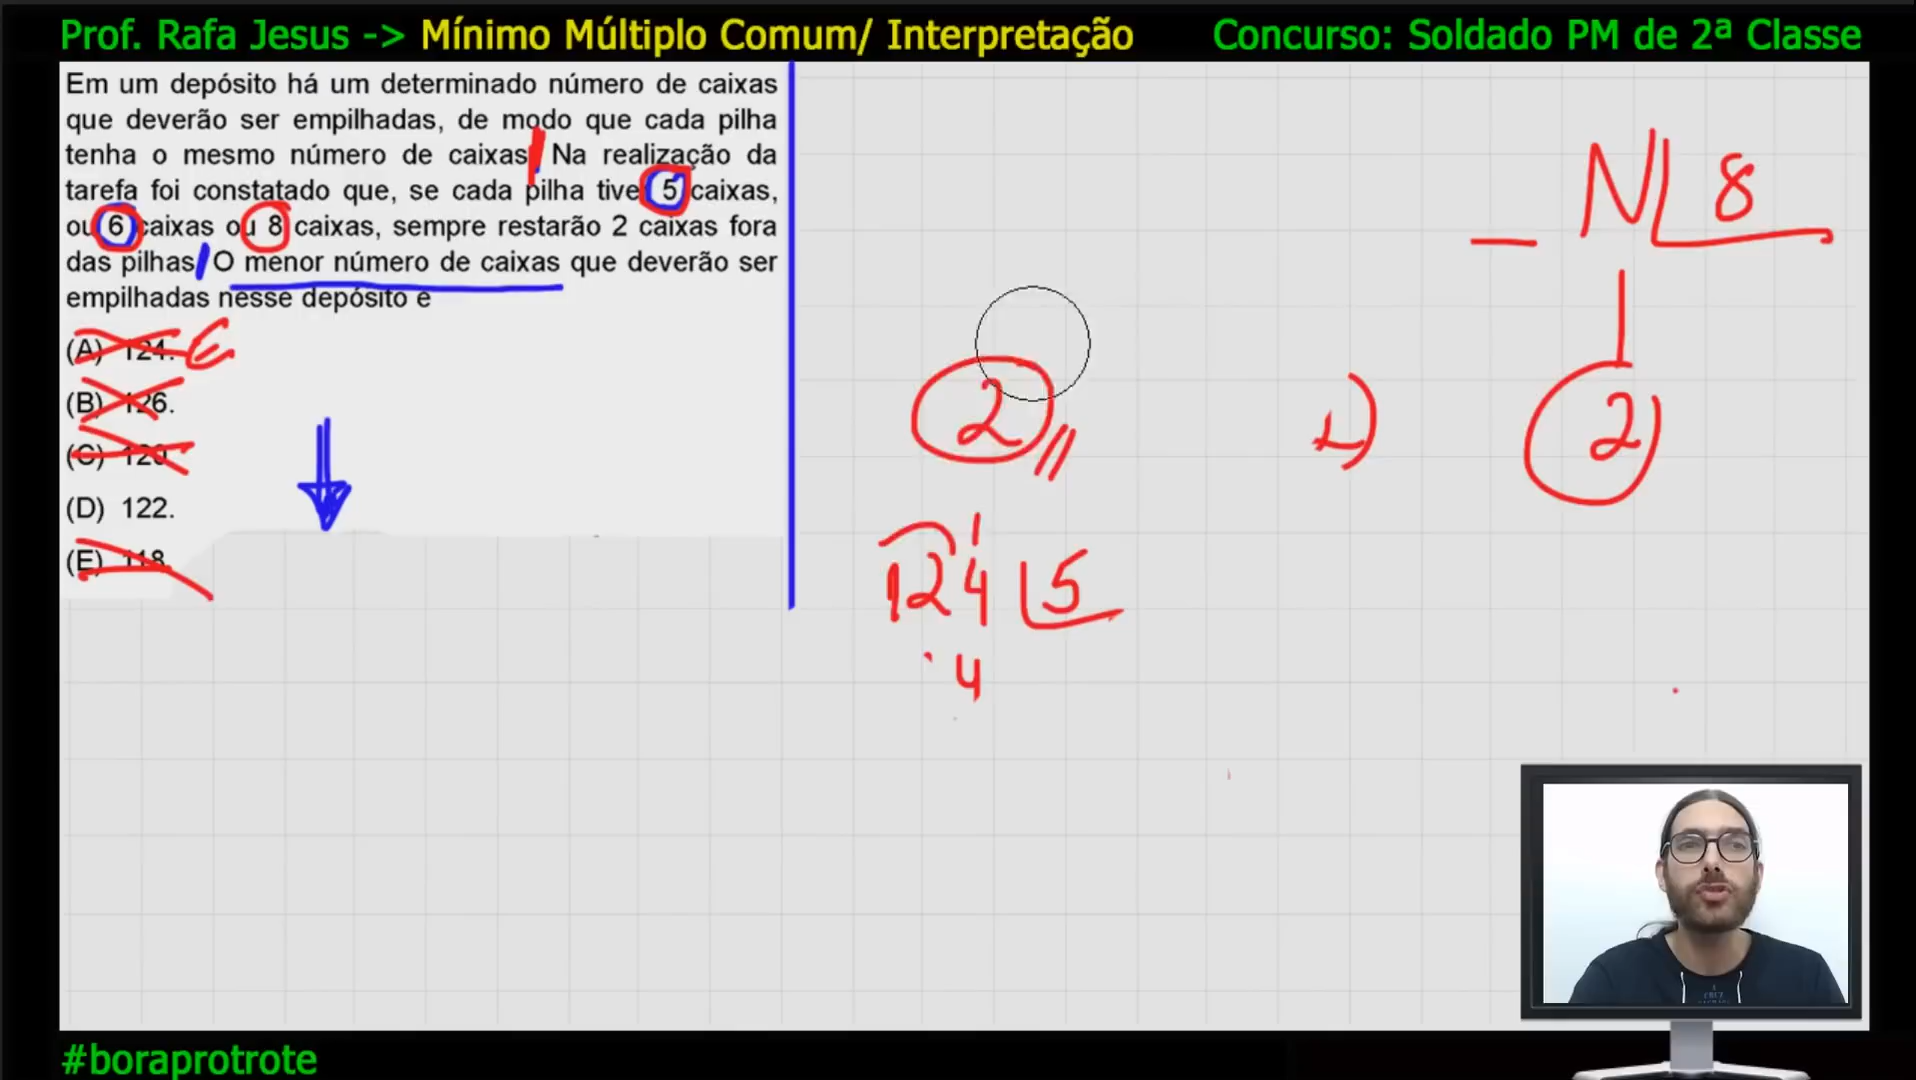 Prof. Rafa Jesus -> Mínimo Múltiplo Comum/ Interpretação
Concurso: Soldado PM de 2ª Classe
Em um depósito há um determinado número de caixas
que deverão ser empilhadas, de modo que cada pilha
tenha o mesmo número de caixas. Na realização da
tarefa foi constatado que, se cada pilha tive 5 caixas,
ou 6 caixas ou 8 caixas, sempre restarão 2 caixas fora
das pilhas. O menor número de caixas que deverão ser
empilhadas nesse depósito e
(A) 124.
(B) 126.
(C) 120.
(D) 122.
(E) 118.
N 8
2
2
124 5
4
#boraprotrote